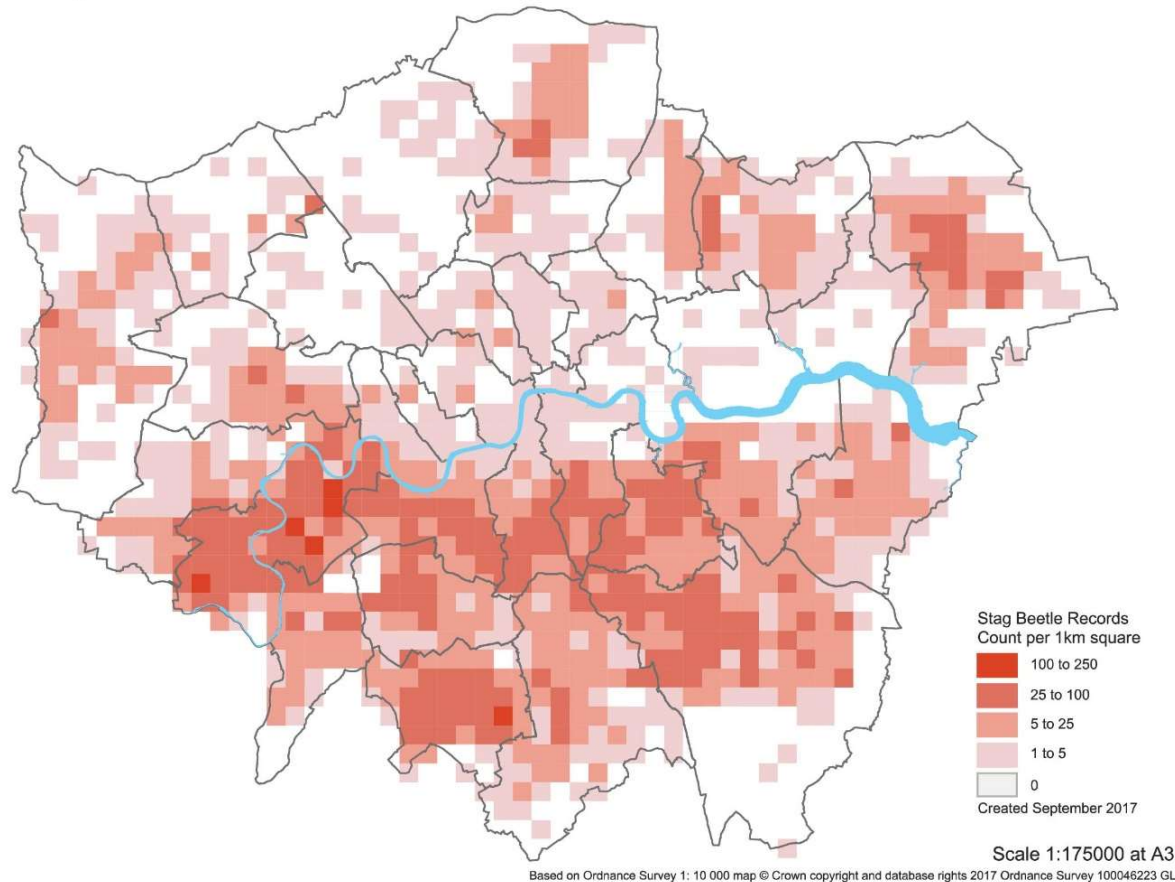 Stag Beetle Records
Count per 1km square
100 to 250
25 to 100
5 to 25
1 to 5
0
Created September 2017
Scale 1:175000 at A3
Based on Ordnance Survey 1: 10 000 map © Crown copyright and database rights 2017 Ordnance Survey 100046223 GL